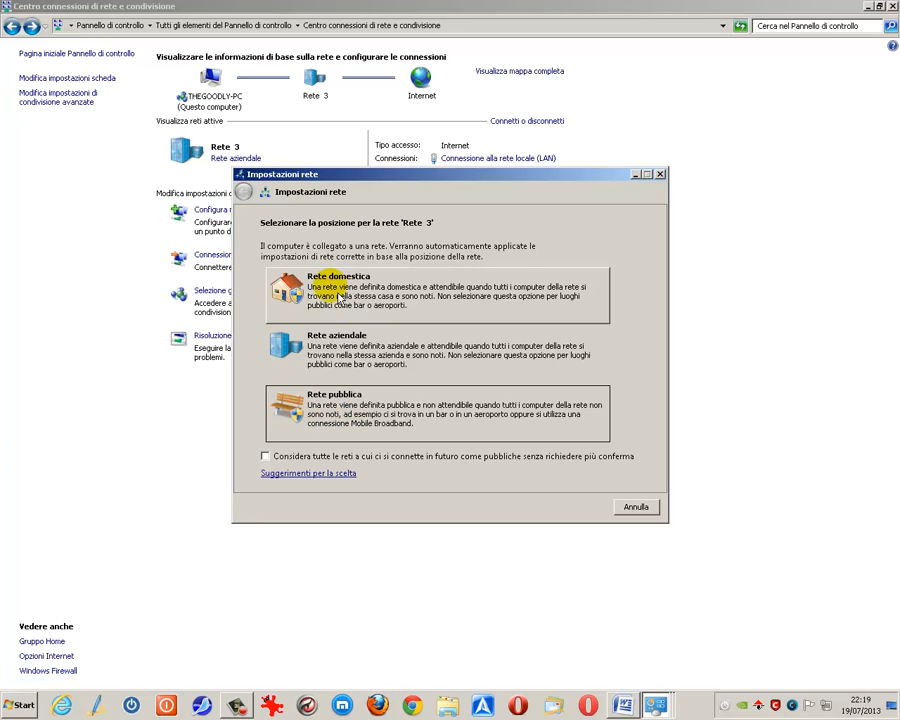 Centro connessioni di rete e condivisione
Pannello di controllo
Tutti gli elementi del Pannello di controllo
Centro connessioni di rete e condivisione
Cerca nel Pannello di controllo
Pagina iniziale Pannello di controllo
Modifica impostazioni scheda
Modifica impostazioni di
condivisione avanzate
Visualizzare le informazioni di base sulla rete e configurare le connessioni
Visualizza mappa completa
THEGOODLY-PC
(Questo computer)
Rete 3
Internet
Visualizza reti attive
Connetti o disconnetti
Rete 3
Rete aziendale
Tipo accesso: Internet
Connessioni: Connessione alla rete locale (LAN)
Modifica impostazioni
Configura
Configurar
un punto d
Connession
Connettere
Selezione
Accedere a
condivision
Risoluzione
Eseguire la
problemi.
Impostazioni rete
Impostazioni rete
Selezionare la posizione per la rete 'Rete 3'
Il computer è collegato a una rete. Verranno automaticamente applicate le
impostazioni di rete corrette in base alla posizione della rete.
Rete domestica
Una rete viene definita domestica e attendibile quando tutti i computer della rete si
trovano nella stessa casa e sono noti. Non selezionare questa opzione per luoghi
pubblici come bar o aeroporti.
Rete aziendale
Una rete viene definita aziendale e attendibile quando tutti i computer della rete si
trovano nella stessa azienda e sono noti. Non selezionare questa opzione per luoghi
pubblici come bar o aeroporti.
Rete pubblica
Una rete viene definita pubblica e non attendibile quando tutti i computer della rete non
sono noti, ad esempio ci si trova in un bar o in un aeroporto oppure si utilizza una
connessione Mobile Broadband.
Considera tutte le reti a cui ci si connette in futuro come pubbliche senza richiedere più conferma
Suggerimenti per la scelta
Annulla
Vedere anche
Gruppo Home
Opzioni Internet
Windows Firewall
Start
22:19
19/07/2013